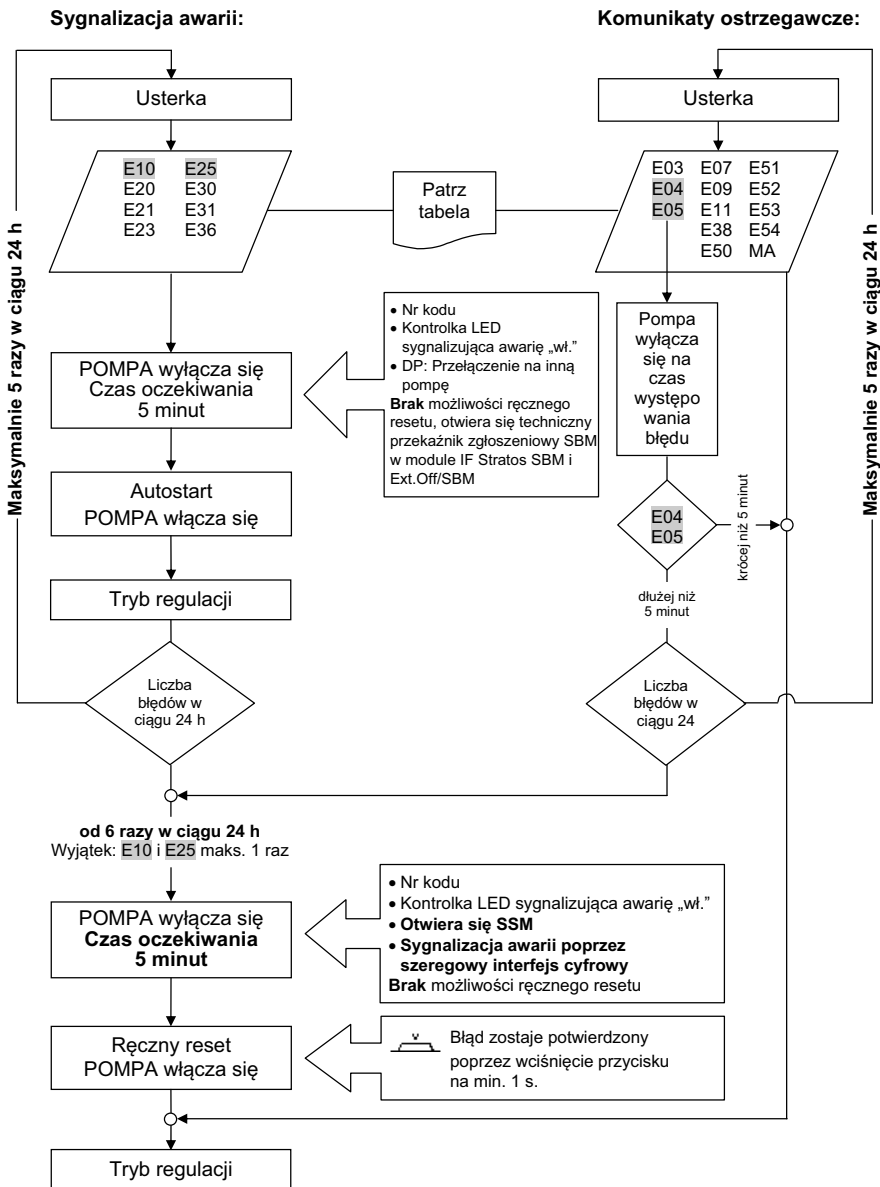 Sygnalizacja awarii:
Komunikaty ostrzegawcze:
Usterka
Usterka
E10 E25
E20 E30
E21 E31
E23 E36
Patrz
tabela
E03 E07 E51
E04 E09 E52
E05 E11 E53
E38 E54
E50 MA
Maksymalnie 5 razy w ciągu 24 h
Maksymalnie 5 razy w ciągu 24 h
POMPA wyłącza się
Czas oczekiwania
5 minut
• Nr kodu
• Kontrolka LED
sygnalizująca awarię „wł.”
• DP: Przełączenie na inną
pompę
Brak możliwości ręcznego
resetu, otwiera się techniczny
przekaźnik zgłoszeniowy SBM
w module IF Stratos SBM i
Ext.Off/SBM
Pompa
wyłącza
się na
czas
występo
wania
błędu
Autostart
POMPA włącza się
E04
E05
krócej niż 5 minut
dłużej niż
5 minut
Tryb regulacji
Liczba
błędów w
ciągu 24 h
Liczba
błędów w
ciągu 24
od 6 razy w ciągu 24 h
Wyjątek: E10 i E25 maks. 1 raz
POMPA wyłącza się
Czas oczekiwania
5 minut
• Nr kodu
• Kontrolka LED sygnalizująca awarię „wł.”
• Otwiera się SSM
• Sygnalizacja awarii poprzez
szeregowy interfejs cyfrowy
Brak możliwości ręcznego resetu
Ręczny reset
POMPA włącza się
Błąd zostaje potwierdzony
poprzez wciśnięcie przycisku
na min. 1 s.
Tryb regulacji